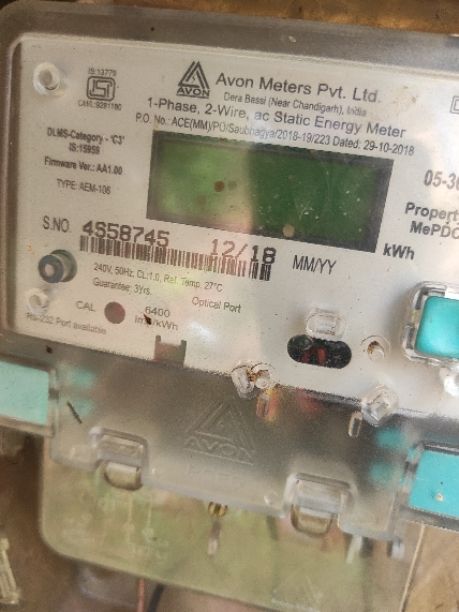 IS:13779
CM/L:9281190
AVON
Avon Meters Pvt. Ltd.
Dera Bassi (Near Chandigarh), India
1-Phase, 2-Wire, ac Static Energy Meter
P.O. No.: ACE(MM)/PO/Saubhagya/2018-19/223 Dated: 29-10-2018
DLMS-Category - 'C3'
IS:15959
Firmware Ver.: AA1.00
TYPE: AEM-106
05-30
Property
MePDC
kWh
S.NO. 4558745 12/18 MM/YY
240V, 50Hz, CL:1.0, Ref. Temp. 27°C
Guarantee: 3Yrs.
Optical Port
CAL
6400
Imp/kWh
RS-232 Port available
AVON